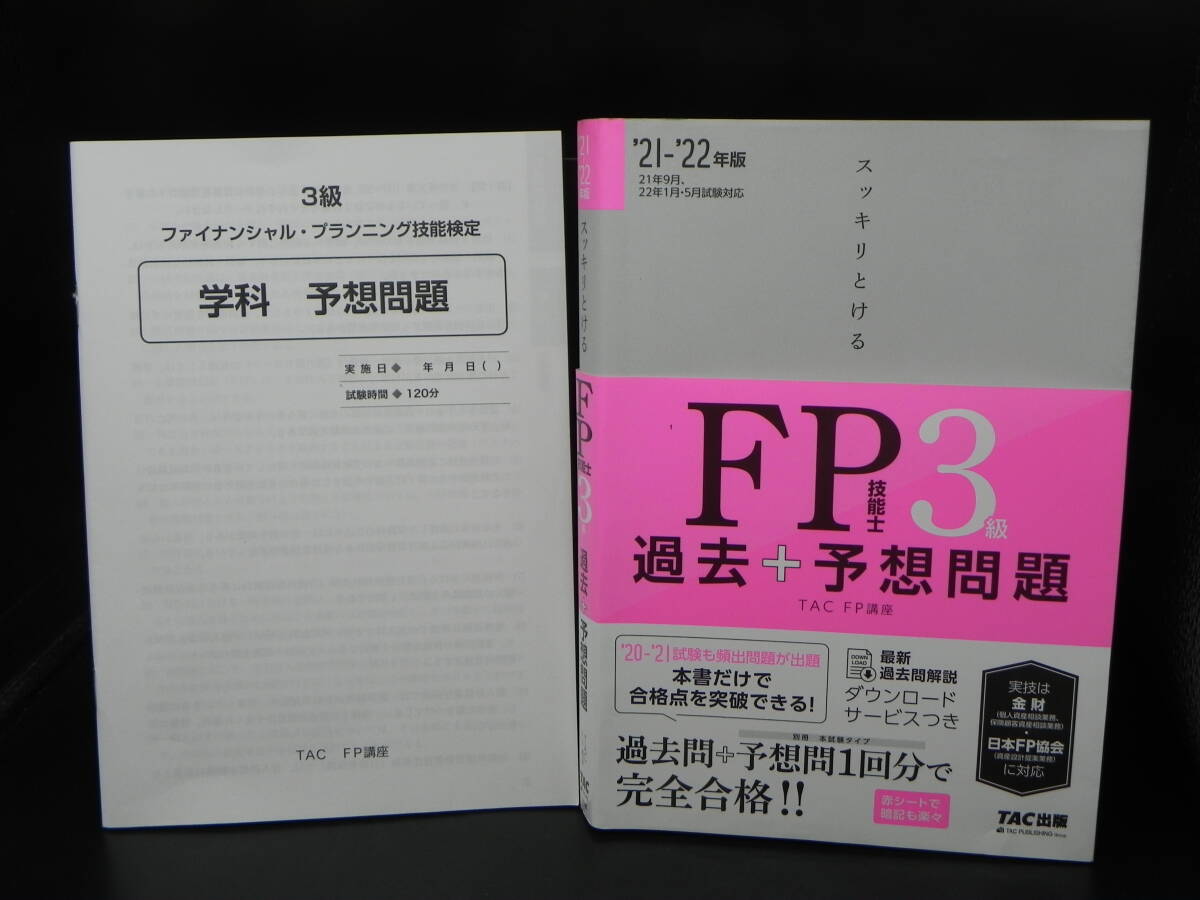 3級
ファイナンシャル・プランニング技能検定
学科 予想問題
実施日◆ 年 月 日( )
試験時間◆120分
TAC FP講座
'21-'22年版
21年9月、
22年1月・5月試験対応
スッキリとける
FP技能士3級
過去+予想問題
TAC FP講座
'20-'21試験も頻出問題が出題
本書だけで
合格点を突破できる!
DOWN
LOAD
最新
過去問解説
ダウンロード
サービスつき
別冊 本試験タイプ
過去問+予想問1回分で
完全合格!!
赤シートで
暗記も楽々
実技は
金財
(個人資産相談業務、
保険顧客資産相談業務)
・
日本FP協会
(資産設計提案業務)
に対応
TAC出版
TAC PUBLISHING Group
21
22
年版
スッキリとける
FP技能士3級
過去+予想問題
TAC